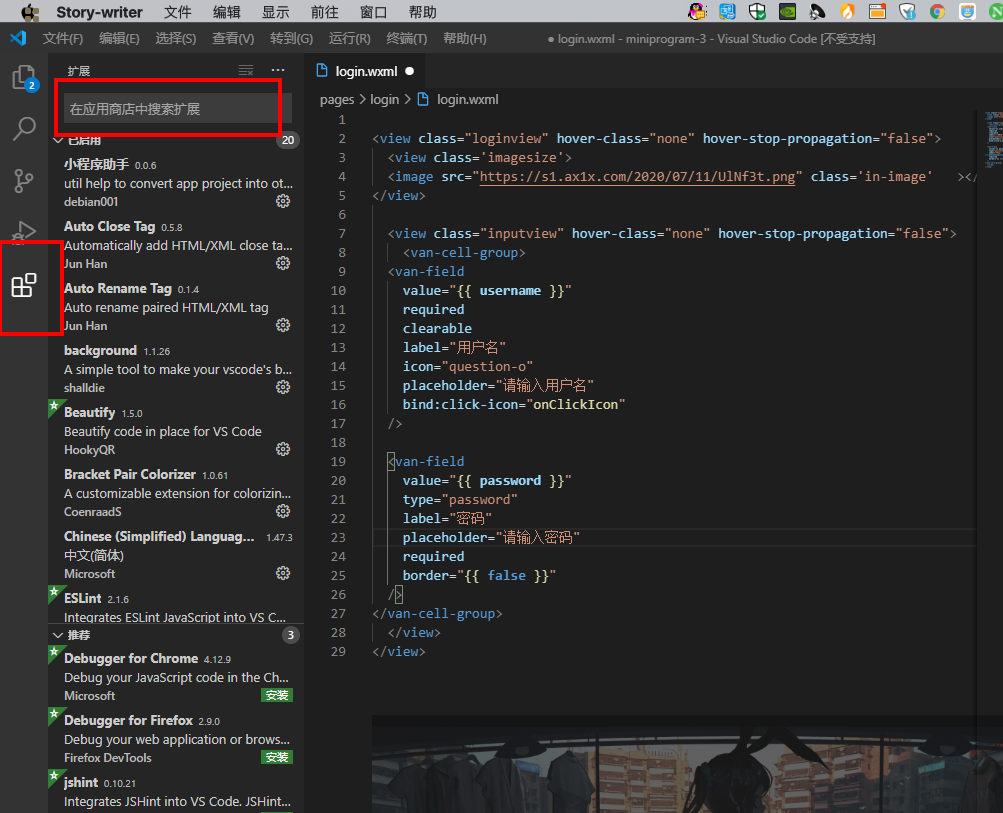 Story-writer 文件 编辑 显示 前往 窗口 帮助
文件(F) 编辑(E) 选择(S) 查看(V) 转到(G) 运行(R) 终端(T) 帮助(H) ● login.wxml - miniprogram-3 - Visual Studio Code [不受支持]
2
扩展
在应用商店中搜索扩展
已启用 20
小程序助手 0.0.6
util help to convert app project into ot...
debian001
Auto Close Tag 0.5.8
Automatically add HTML/XML close ta...
Jun Han
Auto Rename Tag 0.1.4
Auto rename paired HTML/XML tag
Jun Han
background 1.1.26
A simple tool to make your vscode's b...
shalldie
Beautify 1.5.0
Beautify code in place for VS Code
HookyQR
Bracket Pair Colorizer 1.0.61
A customizable extension for colorizin...
CoenraadS
Chinese (Simplified) Languag... 1.47.3
中文(简体)
Microsoft
ESLint 2.1.6
Integrates ESLint JavaScript into VS C...
推荐 3
Debugger for Chrome 4.12.9
Debug your JavaScript code in the Ch...
Microsoft 安装
Debugger for Firefox 2.9.0
Debug your web application or brows...
Firefox DevTools 安装
jshint 0.10.21
Integrates JSHint into VS Code. JSHint...
login.wxml ●
pages > login > login.wxml
1
2 <view class="loginview" hover-class="none" hover-stop-propagation="false">
3 <view class='imagesize'>
4 <image src="https://s1.ax1x.com/2020/07/11/UlNf3t.png" class='in-image' ></
5 </view>
6
7 <view class="inputview" hover-class="none" hover-stop-propagation="false">
8 <van-cell-group>
9 <van-field
10 value="{{ username }}"
11 required
12 clearable
13 label="用户名"
14 icon="question-o"
15 placeholder="请输入用户名"
16 bind:click-icon="onClickIcon"
17 />
18
19 <van-field
20 value="{{ password }}"
21 type="password"
22 label="密码"
23 placeholder="请输入密码"
24 required
25 border="{{ false }}"
26 />
27 </van-cell-group>
28 </view>
29 </view>